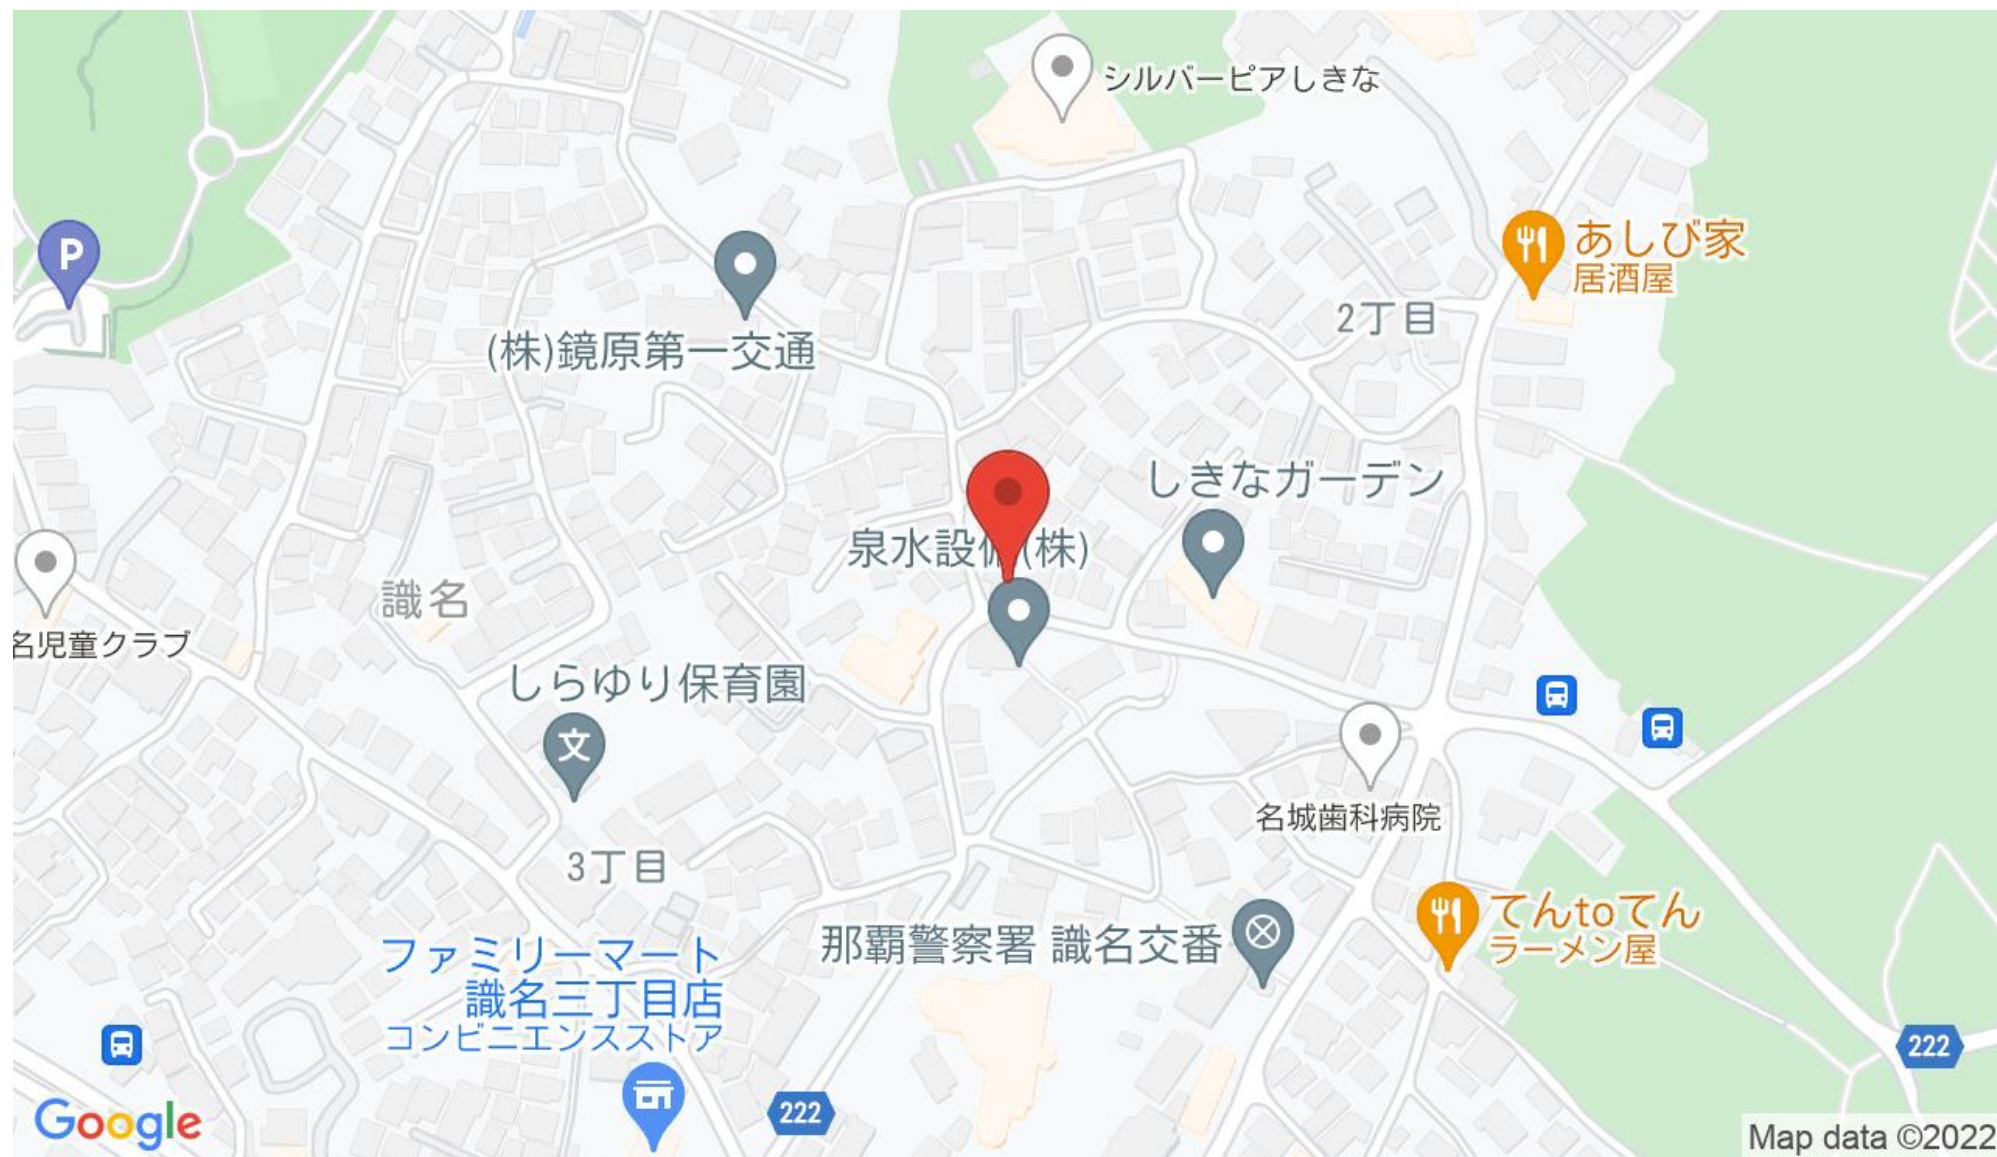 シルバーピアしきな
P
あしび家
居酒屋
2丁目
(株)鏡原第一交通
しきなガーデン
泉水設備(株)
識名
名児童クラブ
しらゆり保育園
文
名城歯科病院
3丁目
てんtoてん
ラーメン屋
那覇警察署 識名交番
ファミリーマート
識名三丁目店
コンビニエンスストア
222
222
Google
Map data ©2022